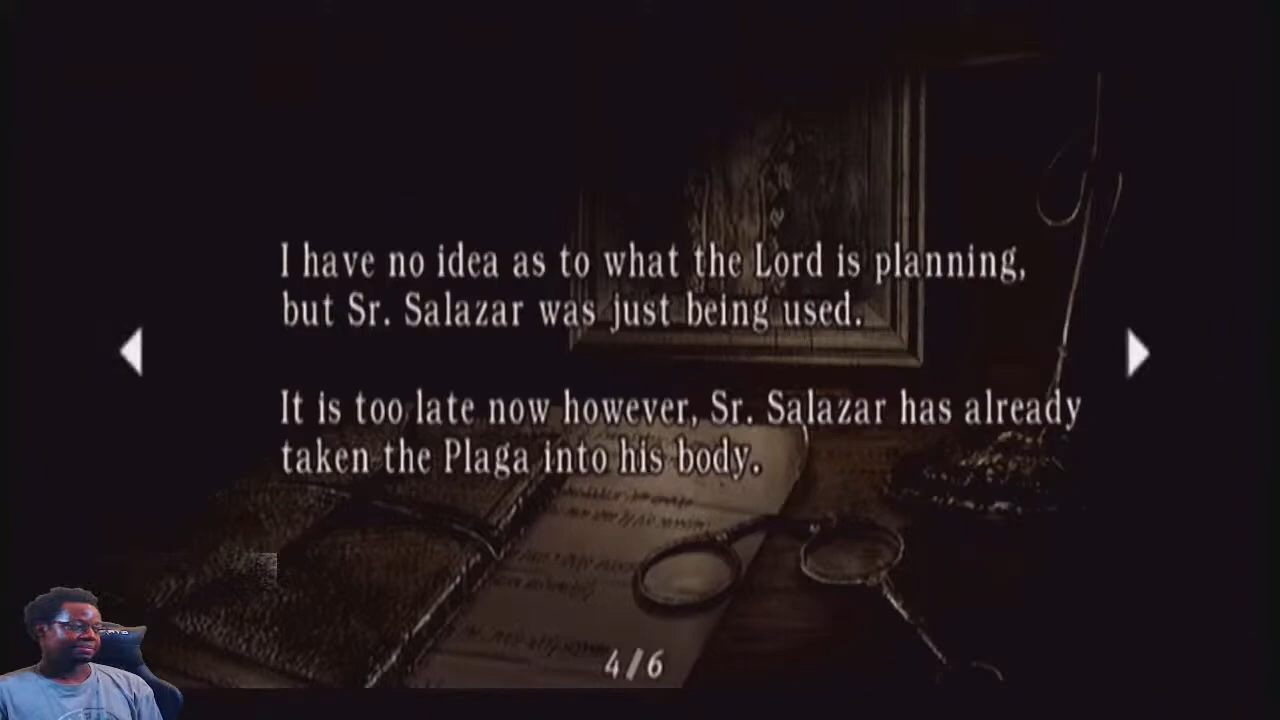 I have no idea as to what the Lord is planning,
but Sr. Salazar was just being used.
It is too late now however, Sr. Salazar has already
taken the Plaga into his body.
4/6